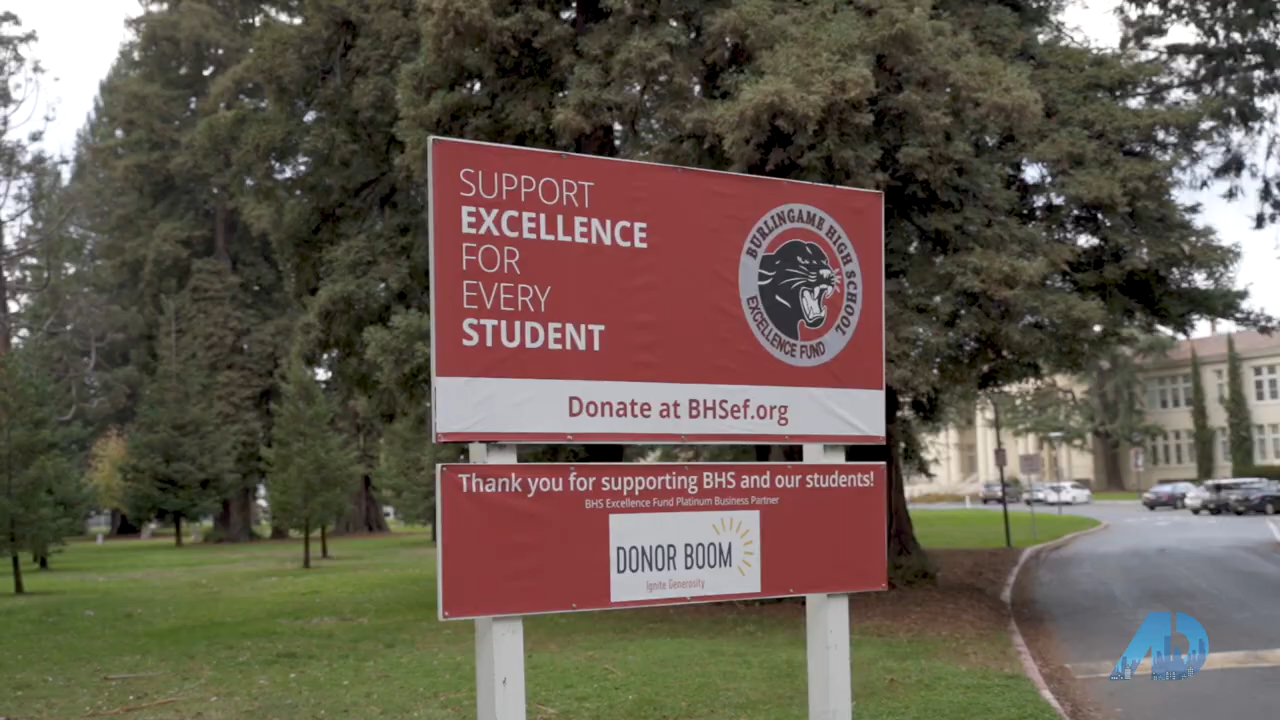 SUPPORT
EXCELLENCE
FOR
EVERY
STUDENT
BURLINGAME HIGH SCHOOL
EXCELLENCE FUND
Donate at BHSef.org
Thank you for supporting BHS and our students!
BHS Excellence Fund Platinum Business Partner
DONOR BOOM
Ignite Generosity
AD